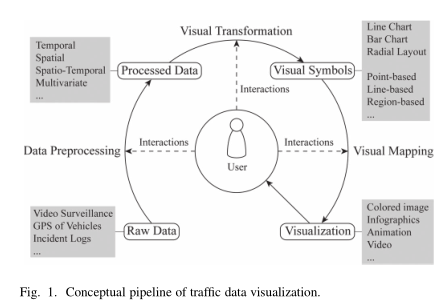 Visual Transformation
Temporal
Spatial
Spatio-Temporal
Multivariate
...
Processed Data
Visual Symbols
Line Chart
Bar Chart
Radial Layout
Point-based
Line-based
Region-based
...
Interactions
Data Preprocessing
Interactions
Interactions
Visual Mapping
User
Video Surveillance
GPS of Vehicles
Incident Logs
...
Raw Data
Visualization
Colored image
Infographics
Animation
Video
...
Fig. 1. Conceptual pipeline of traffic data visualization.